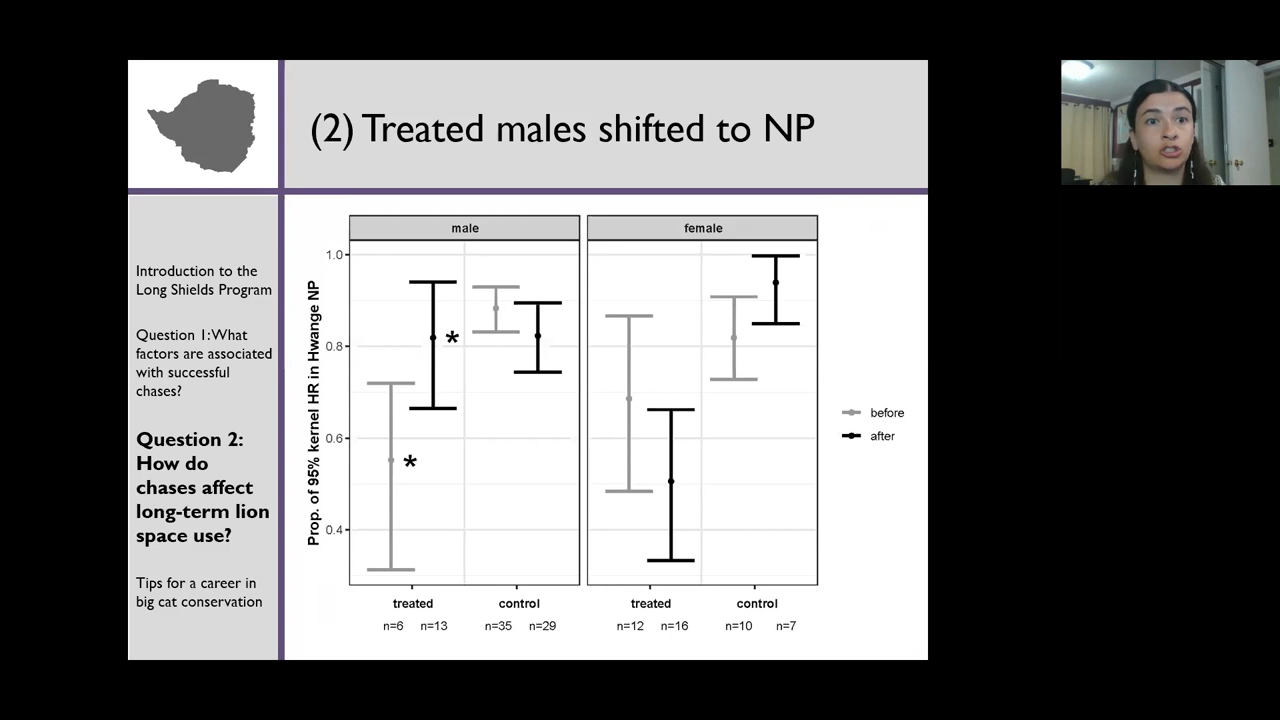 (2) Treated males shifted to NP
Introduction to the
Long Shields Program
Question 1: What
factors are associated
with successful
chases?
Question 2:
How do
chases affect
long-term lion
space use?
Tips for a career in
big cat conservation
male
female
Prop. of 95% kernel HR in Hwange NP
1.0
0.8
0.6
0.4
*
*
treated
control
treated
control
n=6
n=13
n=35
n=29
n=12
n=16
n=10
n=7
before
after